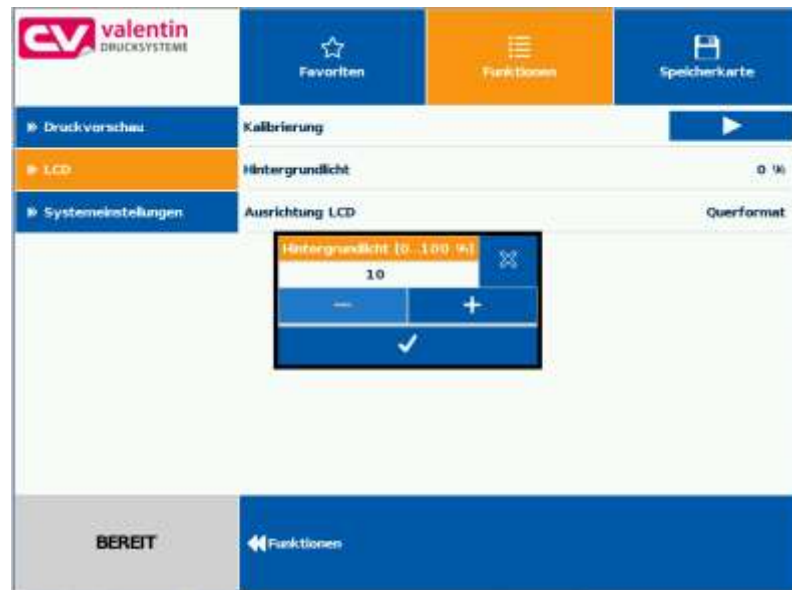 CV valentin
DRUCKSYSTEME
Favoriten
Funktionen
Speicherkarte
Druckvorschau
Kalibrierung
LCD
Hintergrundlicht
0 %
Systemeinstellungen
Ausrichtung LCD
Querformat
Hintergrundlicht [0...100 %]
10
BEREIT
Funktionen